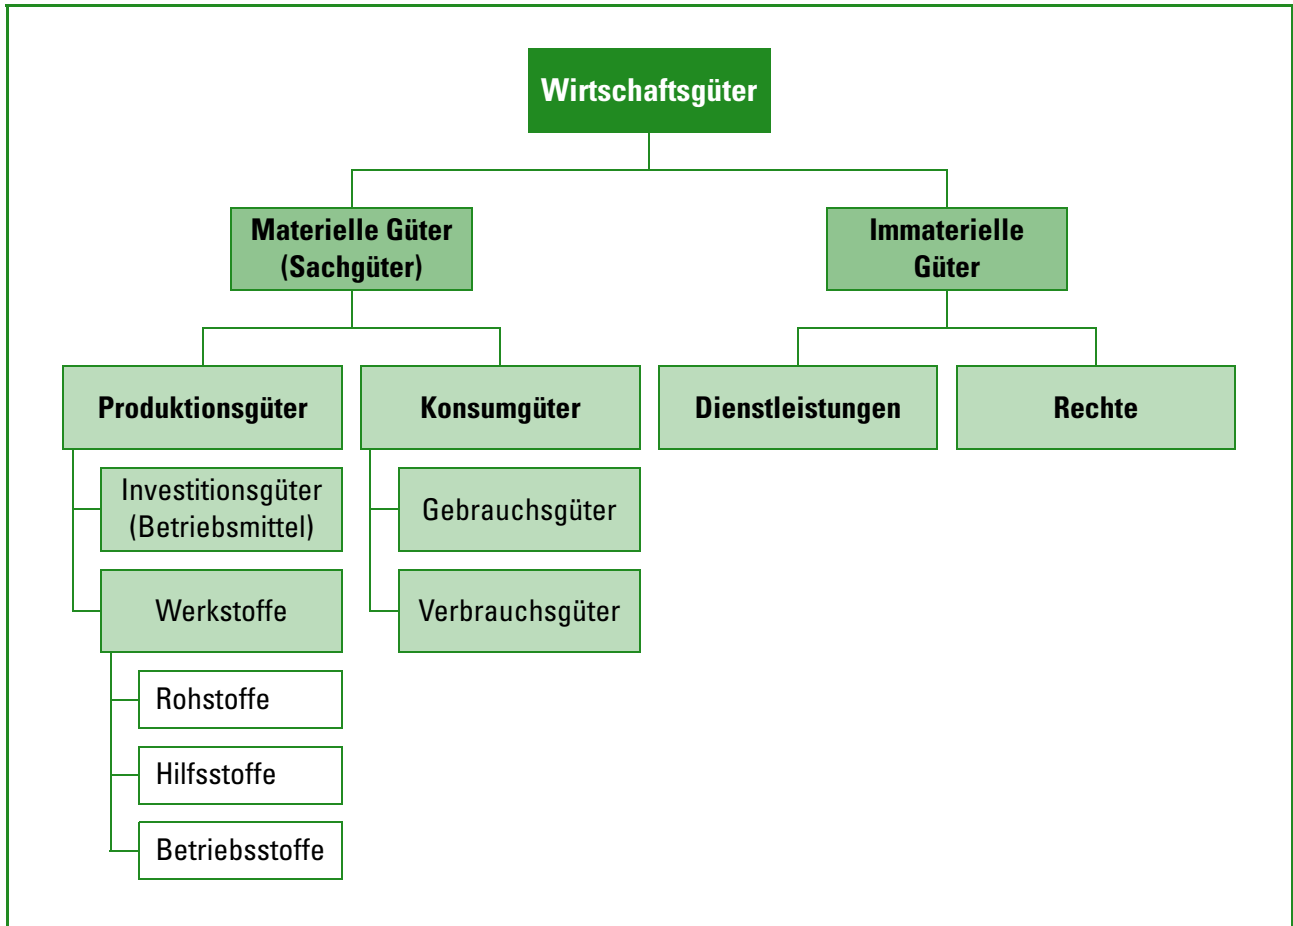 Wirtschaftsgüter
Materielle Güter
(Sachgüter)
Immaterielle
Güter
Produktionsgüter
Konsumgüter
Dienstleistungen
Rechte
Investitionsgüter
(Betriebsmittel)
Gebrauchsgüter
Werkstoffe
Verbrauchsgüter
Rohstoffe
Hilfsstoffe
Betriebsstoffe